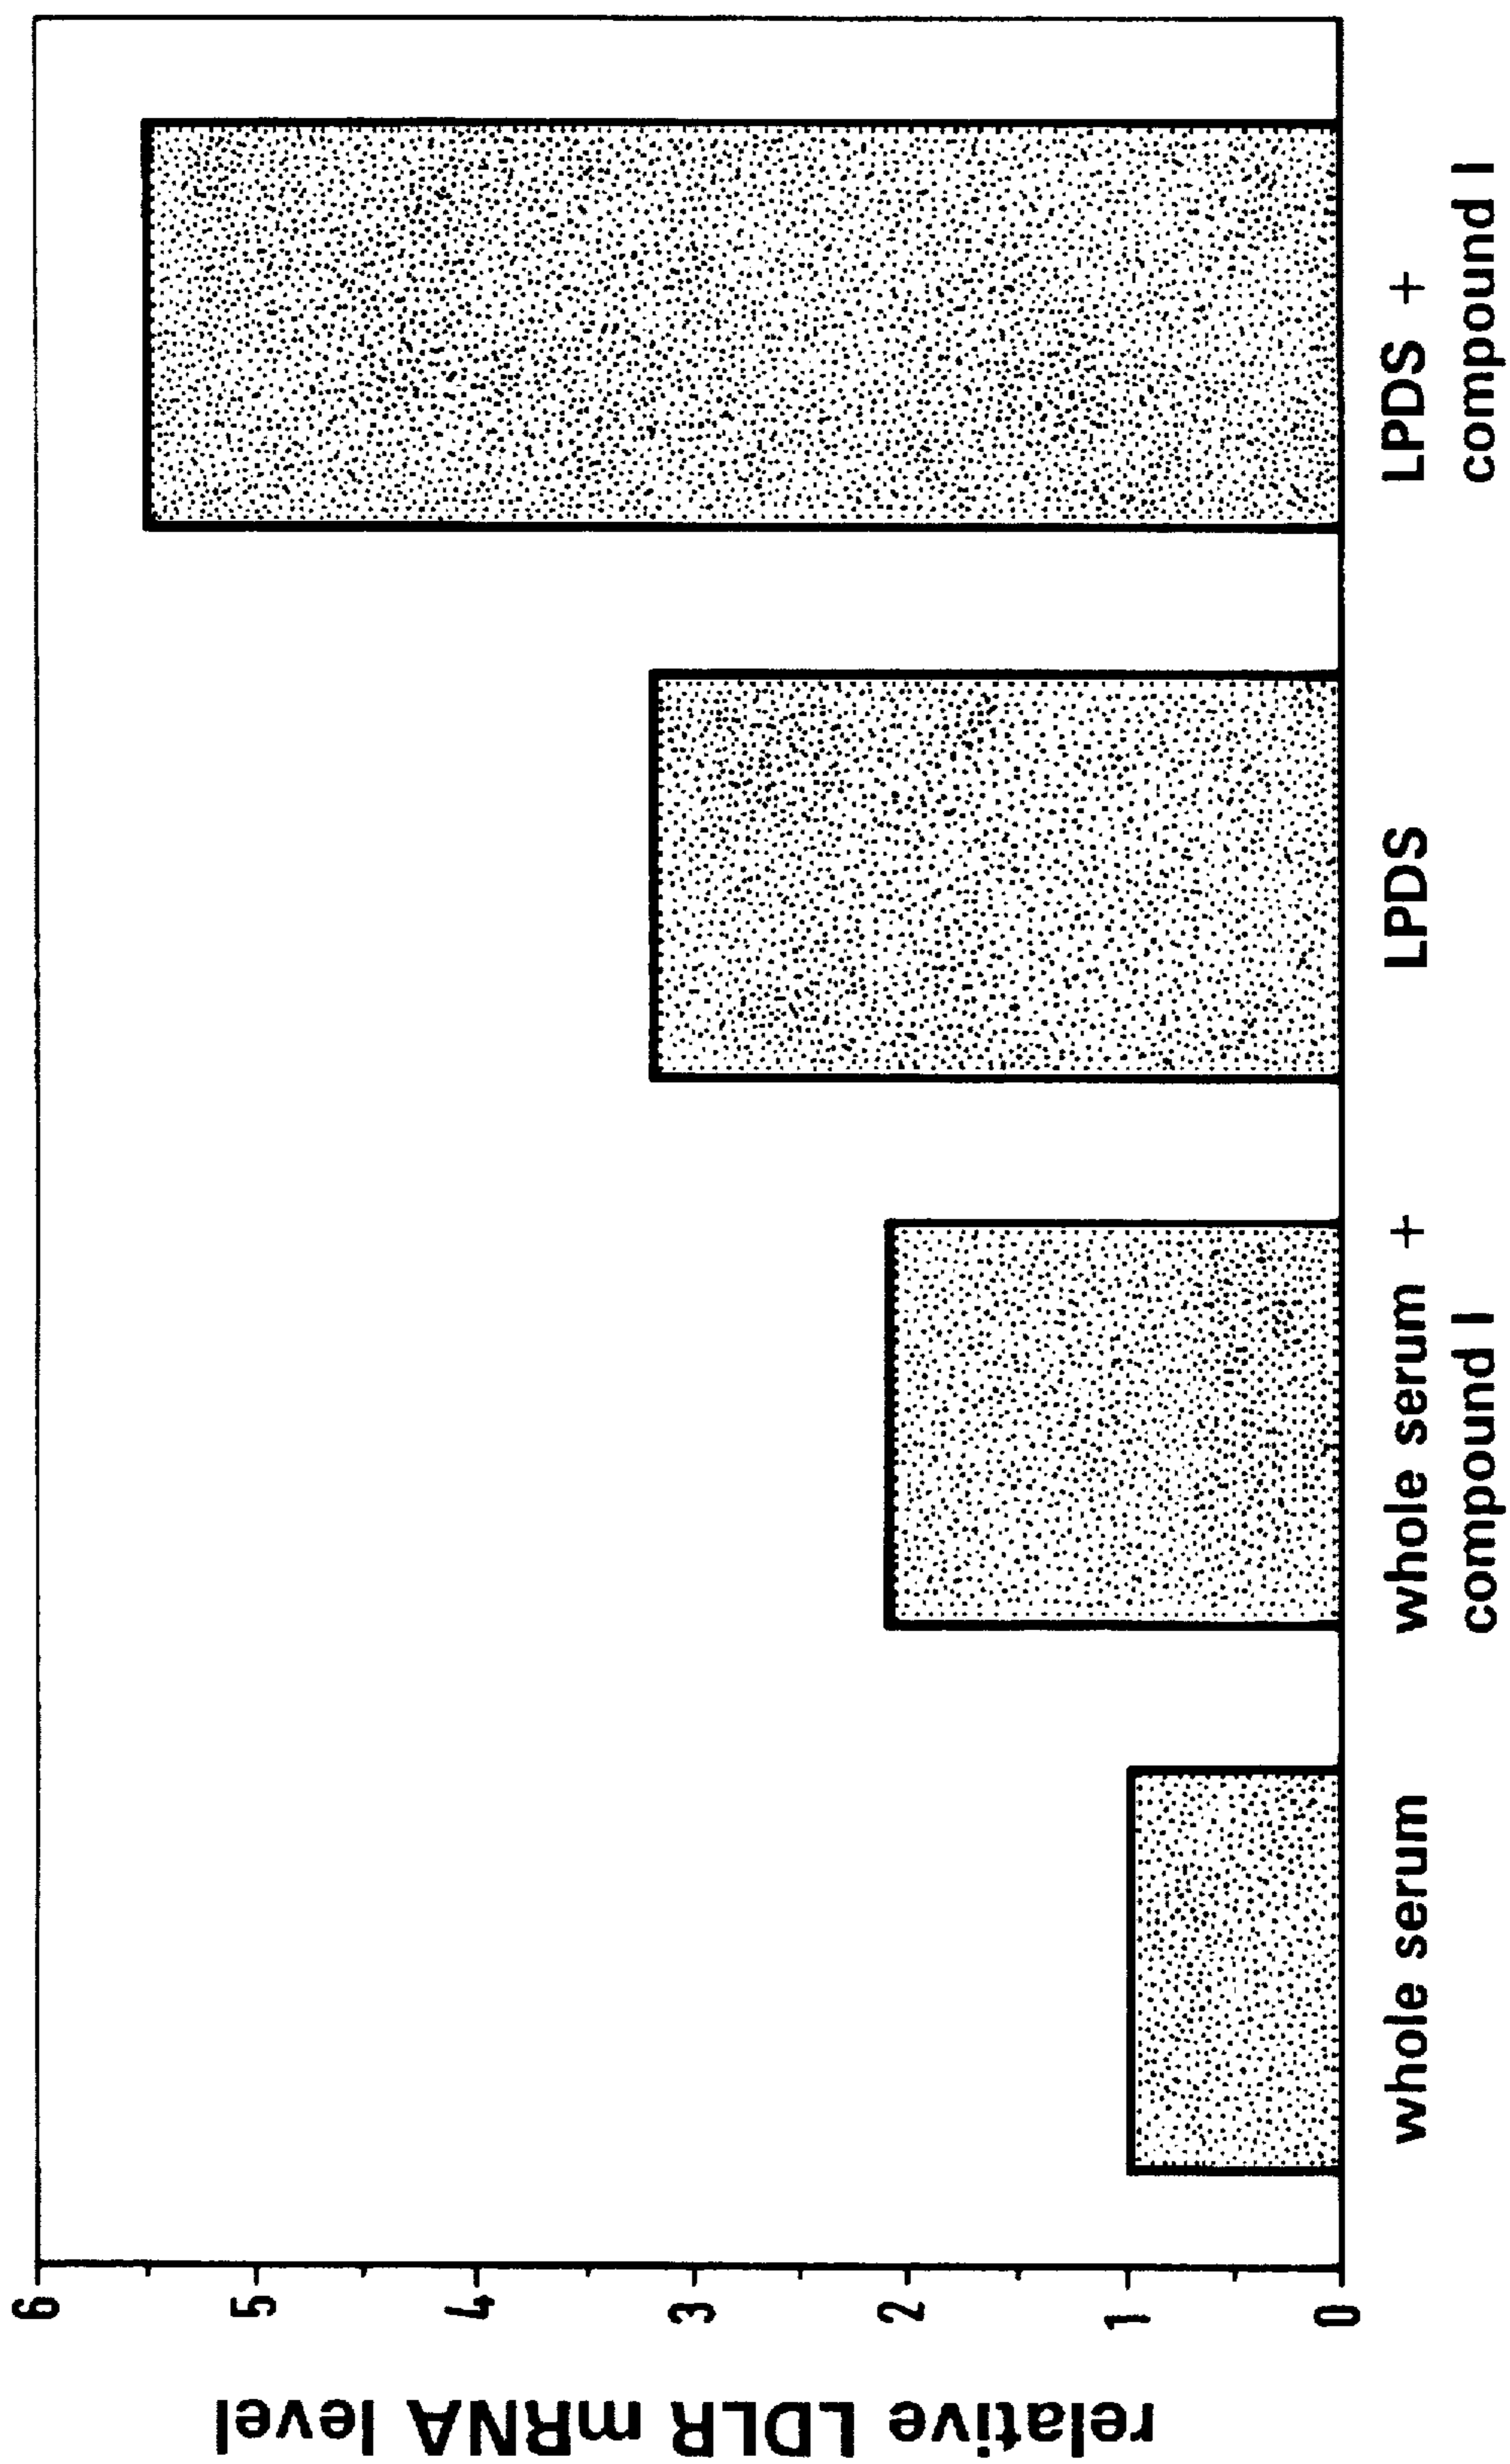 relative LDLR mRNA level
6
5
4
3
2
1
0
whole serum
whole serum +
compound I
LPDS
LPDS +
compound I